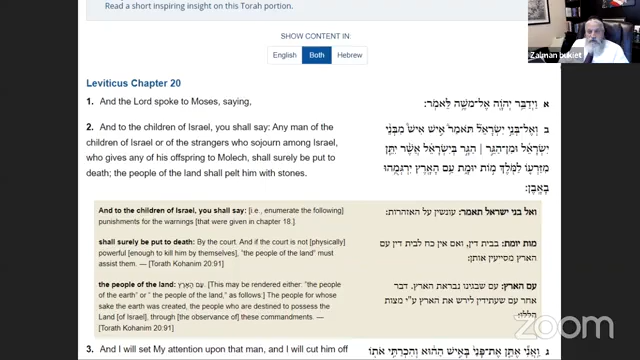 Read a short inspiring insight on this Torah portion.
SHOW CONTENT IN:
English Both Hebrew
Zalman bukiet
Leviticus Chapter 20
1. And the Lord spoke to Moses, saying,
א וַיְדַבֵּר יְהֹוָה אֶל־משֶׁה לֵּאמֹר:
2. And to the children of Israel, you shall say: Any man of the
children of Israel or of the strangers who sojourn among Israel,
who gives any of his offspring to Molech, shall surely be put to
death; the people of the land shall pelt him with stones.
ב וְאֶל־בְּנֵי יִשְׂרָאֵל תֹּאמַר אִישׁ אִישׁ מִבְּנֵי
יִשְׂרָאֵל וּמִן־הַגֵּר | הַגָּר בְּיִשְׂרָאֵל אֲשֶׁר יִתֵּן
מִזַּרְעוֹ לַמֹּלֶךְ מוֹת יוּמָת עַם הָאָרֶץ יִרְגְּמֻהוּ
בָאָבֶן:
And to the children of Israel, you shall say: [i.e., enumerate the following]
punishments for the warnings [that were given in chapter 18.]
ואל בני ישראל תאמר: עונשין על האזהרות:
shall surely be put to death: By the court. And if the court is not [physically]
powerful [enough to kill him by themselves], “the people of the land” must
assist them. — [Torath Kohanim 20:91]
מות יומת: בבית דין, ואם אין כח לבית דין עם
הארץ מסייעין אותן:
the people of the land: עַם הָאָרֶץ. [This may be rendered either: “the people
of the earth” or “ the people of the land,” as follows:] The people for whose
sake the earth was created, the people who are destined to possess the
Land [of Israel], through [the observance of] these commandments. —
[Torath Kohanim 20:91]
עם הארץ: עם שבגינו נבראת הארץ. דבר
אחר עם שעתידין לירש את הארץ ע"י מצות
הללו:
3. And I will set My attention upon that man, and I will cut him off
ג וַאֲנִי אֶתֵּן אֶת־פָּנַי בָּאִישׁ הַהוּא וְהִכְרַתִּי אֹתוֹ
zoom